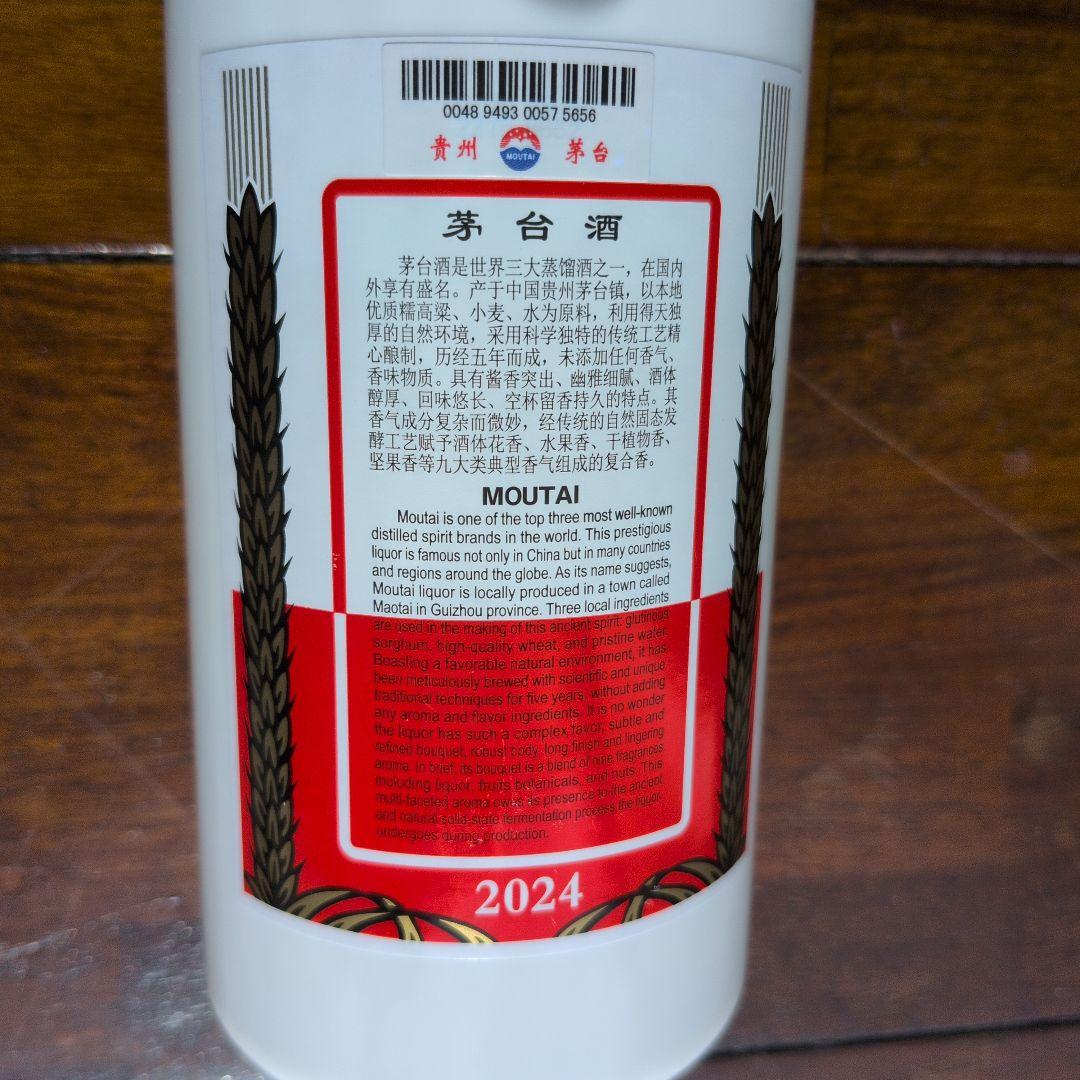 0048 9493 0057 5656
贵州 MOUTAI 茅台
茅台酒
茅台酒是世界三大蒸馏酒之一，在国内
外享有盛名。产于中国贵州茅台镇，以本地
优质糯高粱、小麦、水为原料，利用得天独
厚的自然环境，采用科学独特的传统工艺精
心酿制，历经五年而成，未添加任何香气、
香味物质。具有酱香突出、幽雅细腻、酒体
醇厚、回味悠长、空杯留香持久的特点。其
香气成分复杂而微妙，经传统的自然固态发
酵工艺赋予酒体花香、水果香、干植物香、
坚果香等九大类典型香气组成的复合香。
MOUTAI
Moutai is one of the top three most well-known
distilled spirit brands in the world. This prestigious
liquor is famous not only in China but in many countries
and regions around the globe. As its name suggests,
Moutai liquor is locally produced in a town called
Maotai in Guizhou province. Three local ingredients
are used in the making of this ancient spirit: glutinous
sorghum, high-quality wheat, and pristine water.
Boasting a favorable natural environment, it has
been meticulously brewed with scientific and unique
traditional techniques for five years, without adding
any aroma and flavor ingredients. It is no wonder
the liquor has such a complex favor, subtle and
refined bouquet, robust body, long finish and lingering
aroma. In brief, its bouquet is a blend of nine fragrances
including liquor, fruits botanicals, and nuts. This
multi-faceted aroma owes its presence to the ancient
and natural solid-state fermentation process the liquor
undergoes during production.
2024